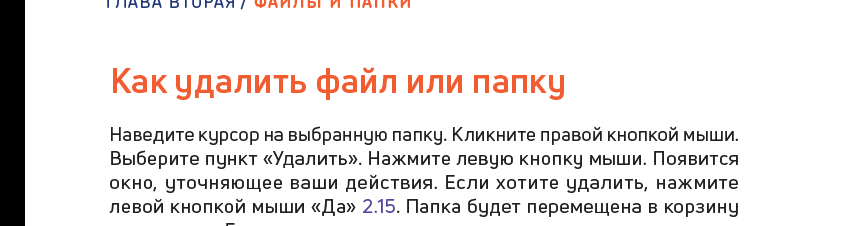 ГЛАВА ВТОРАЯ / ФАЙЛЫ И ПАПКИ
Как удалить файл или папку
Наведите курсор на выбранную папку. Кликните правой кнопкой мыши.
Выберите пункт «Удалить». Нажмите левую кнопку мыши. Появится
окно, уточняющее ваши действия. Если хотите удалить, нажмите
левой кнопкой мыши «Да» 2.15. Папка будет перемещена в корзину